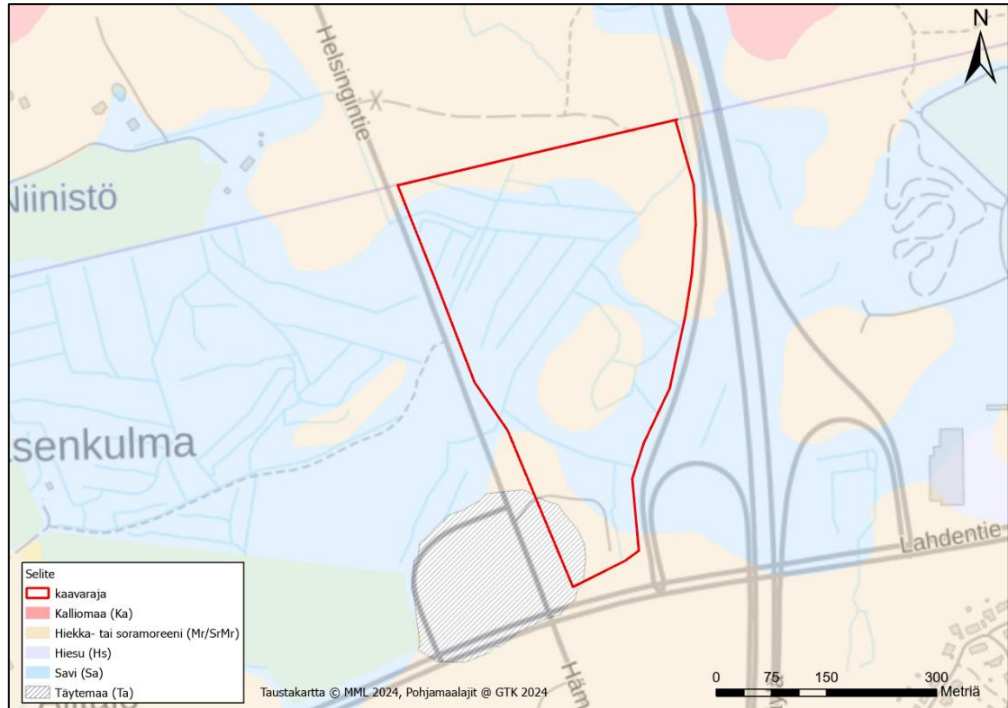 N
Helsingintie
Niinistö
senkulma
Lahdentie
Häm
Selite
kaavaraja
Kalliomaa (Ka)
Hiekka- tai soramoreeni (Mr/SrMr)
Hiesu (Hs)
Savi (Sa)
Täytemaa (Ta)
Taustakartta © MML 2024, Pohjamaalajit @ GTK 2024
0 75 150 300
Metriä